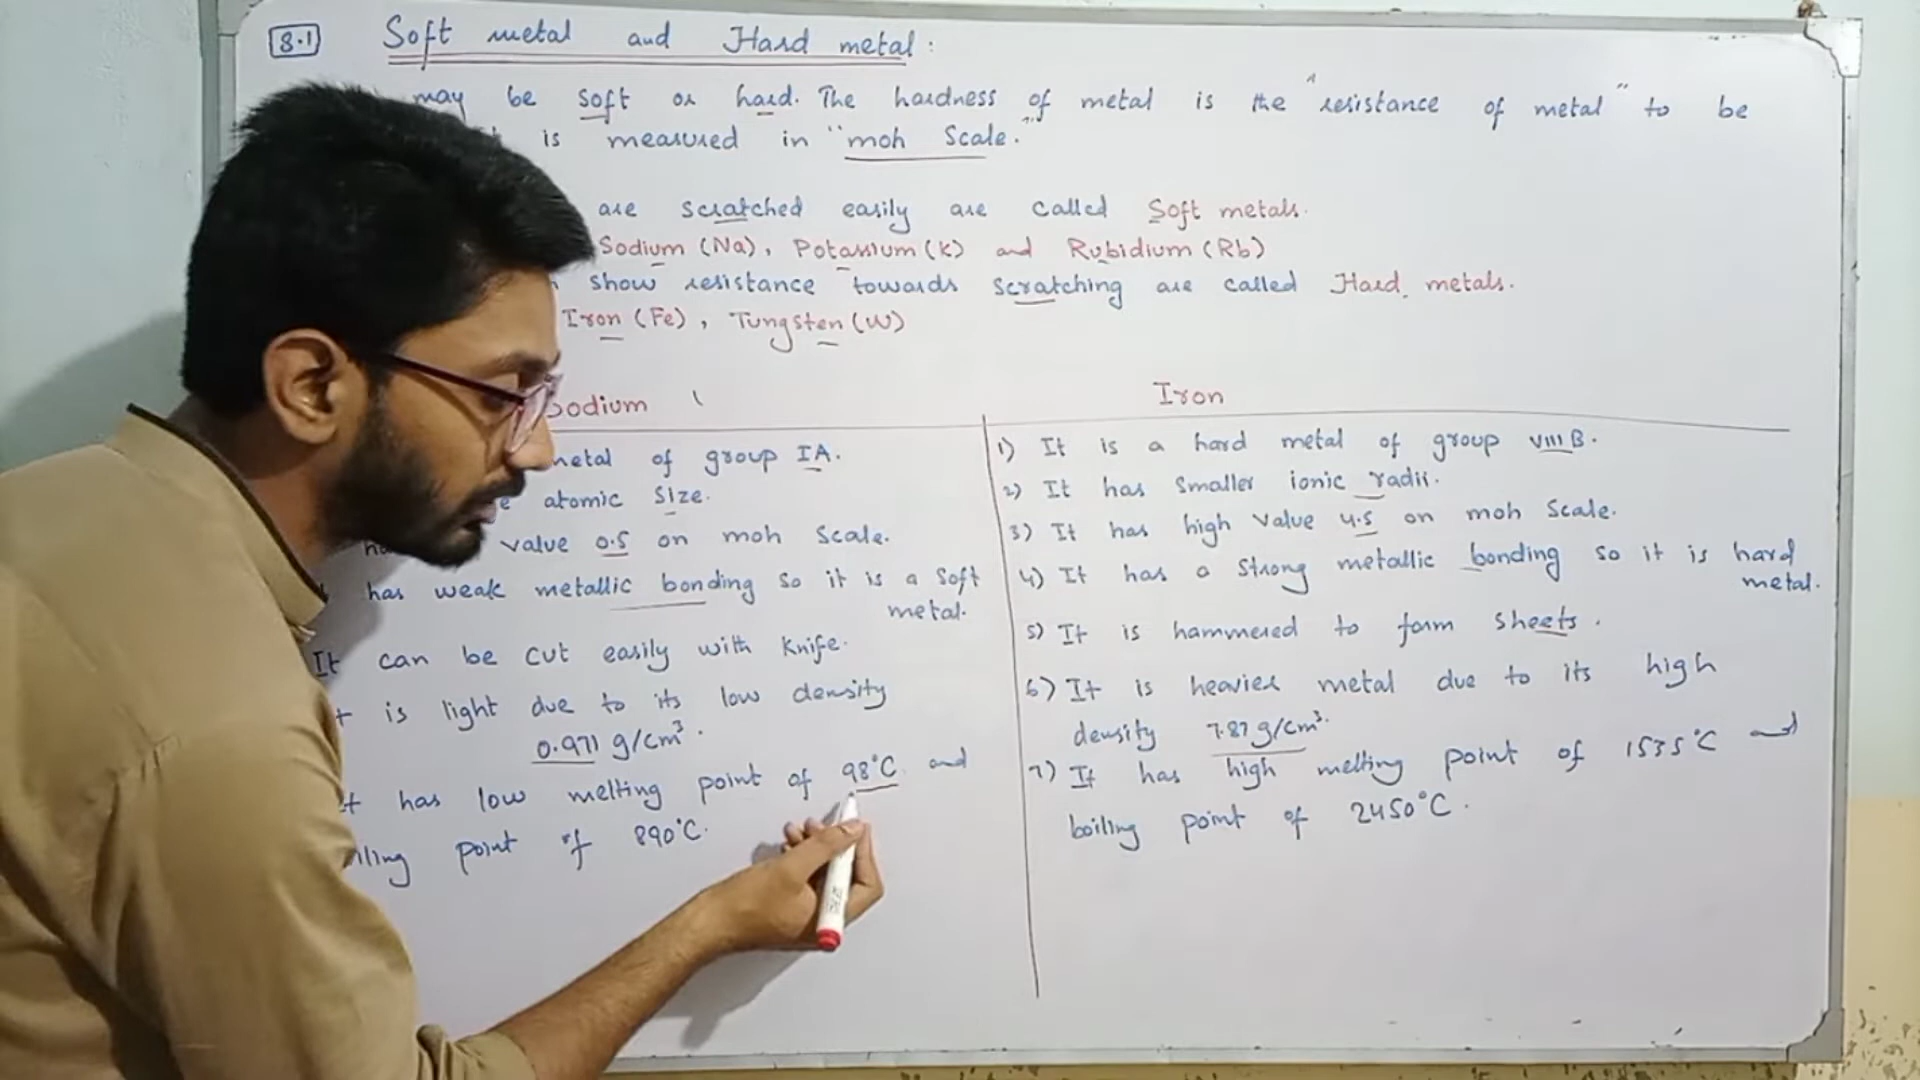 8.1 Soft metal and Hard metal:
may be soft or hard. The hardness of metal is the "resistance of metal" to be
is measured in "moh Scale."
are scratched easily are called Soft metals.
Sodium (Na), Potassium (K) and Rubidium (Rb)
show resistance towards scratching are called Hard metals.
Iron (Fe), Tungsten (W)
Sodium
metal of group IA.
atomic Size.
value 0.5 on moh Scale.
has weak metallic bonding so it is a soft
metal.
It can be cut easily with knife.
is light due to its low density
0.971 g/cm³.
has low melting point of 98°C and
point of 890°C.
Iron
1) It is a hard metal of group VIII B.
2) It has smaller ionic radii.
3) It has high value 4.5 on moh Scale.
4) It has a strong metallic bonding so it is hard
metal.
5) It is hammered to form sheets.
6) It is heavier metal due to its high
density 7.87 g/cm³.
7) It has high melting point of 1535°C and
boiling point of 2450°C.